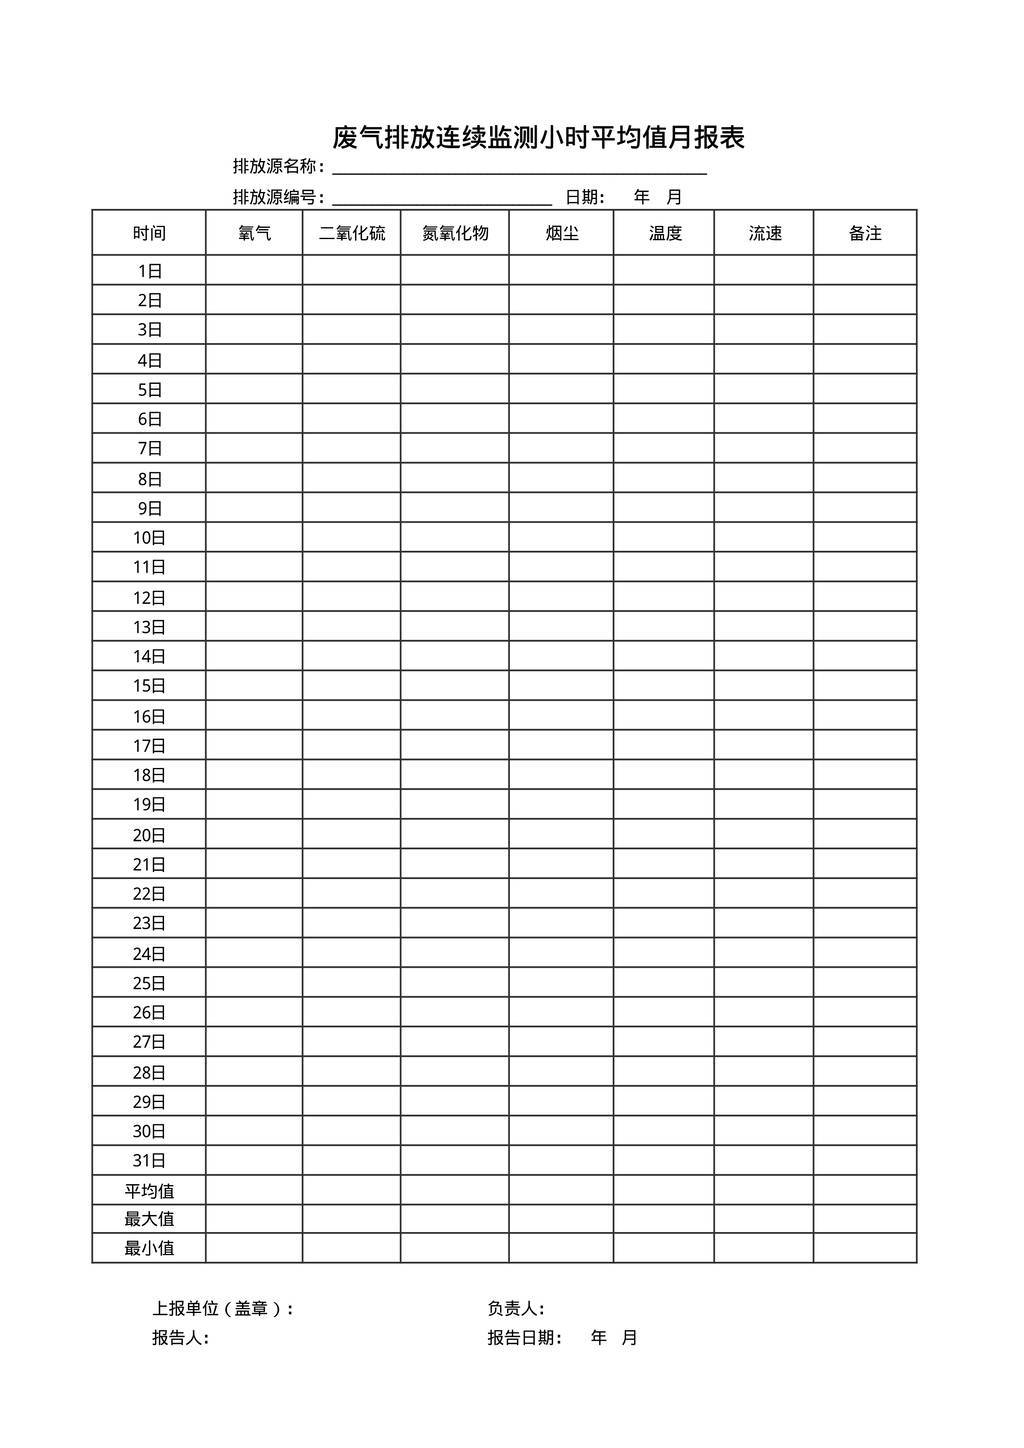 废气排放连续监测小时平均值月报表
排放源名称：
排放源编号： 日期： 年 月
时间 氧气 二氧化硫 氮氧化物 烟尘 温度 流速 备注
1日
2日
3日
4日
5日
6日
7日
8日
9日
10日
11日
12日
13日
14日
15日
16日
17日
18日
19日
20日
21日
22日
23日
24日
25日
26日
27日
28日
29日
30日
31日
平均值
最大值
最小值
上报单位（盖章）： 负责人：
报告人： 报告日期： 年 月